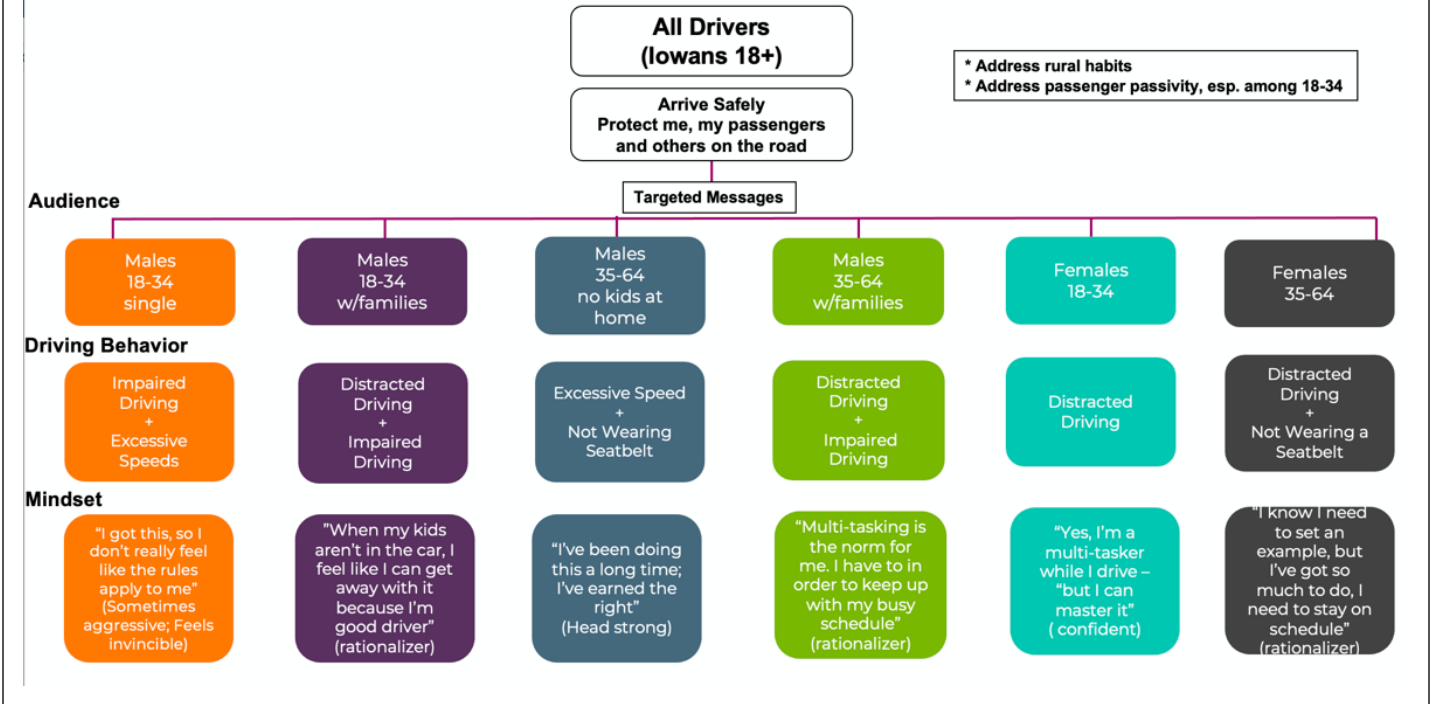 All Drivers
(Iowans 18+)
* Address rural habits
* Address passenger passivity, esp. among 18-34
Arrive Safely
Protect me, my passengers
and others on the road
Targeted Messages
Audience
Males
18-34
single
Males
18-34
w/families
Males
35-64
no kids at
home
Males
35-64
w/families
Females
18-34
Females
35-64
Driving Behavior
Impaired
Driving
+
Excessive
Speeds
Distracted
Driving
+
Impaired
Driving
Excessive Speed
+
Not Wearing
Seatbelt
Distracted
Driving
+
Impaired
Driving
Distracted
Driving
Distracted
Driving
+
Not Wearing a
Seatbelt
Mindset
“I got this, so I
don’t really feel
like the rules
apply to me”
(Sometimes
aggressive; Feels
invincible)
”When my kids
aren’t in the car, I
feel like I can get
away with it
because I’m
good driver”
(rationalizer)
“I’ve been doing
this a long time;
I’ve earned the
right”
(Head strong)
“Multi-tasking is
the norm for
me. I have to in
order to keep up
with my busy
schedule”
(rationalizer)
“Yes, I’m a
multi-tasker
while I drive –
“but I can
master it”
( confident)
“I know I need
to set an
example, but
I’ve got so
much to do, I
need to stay on
schedule”
(rationalizer)